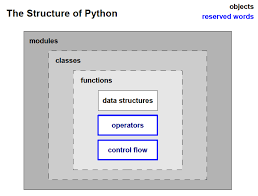 The Structure of Python
objects
reserved words
modules
classes
functions
data structures
operators
control flow